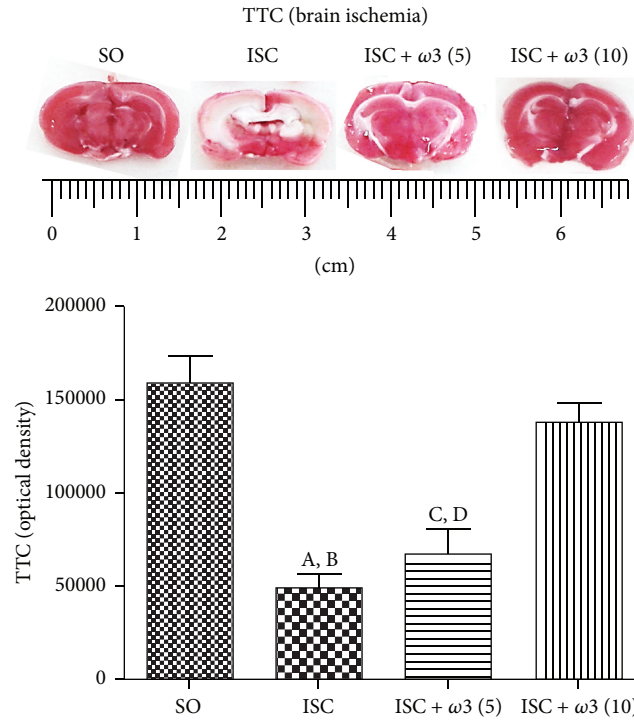 TTC (brain ischemia)
SO ISC ISC + ω3 (5) ISC + ω3 (10)
0 1 2 3 4 5 6
(cm)
200000
150000
100000
50000
0
TTC (optical density)
A, B
C, D
SO ISC ISC + ω3 (5) ISC + ω3 (10)